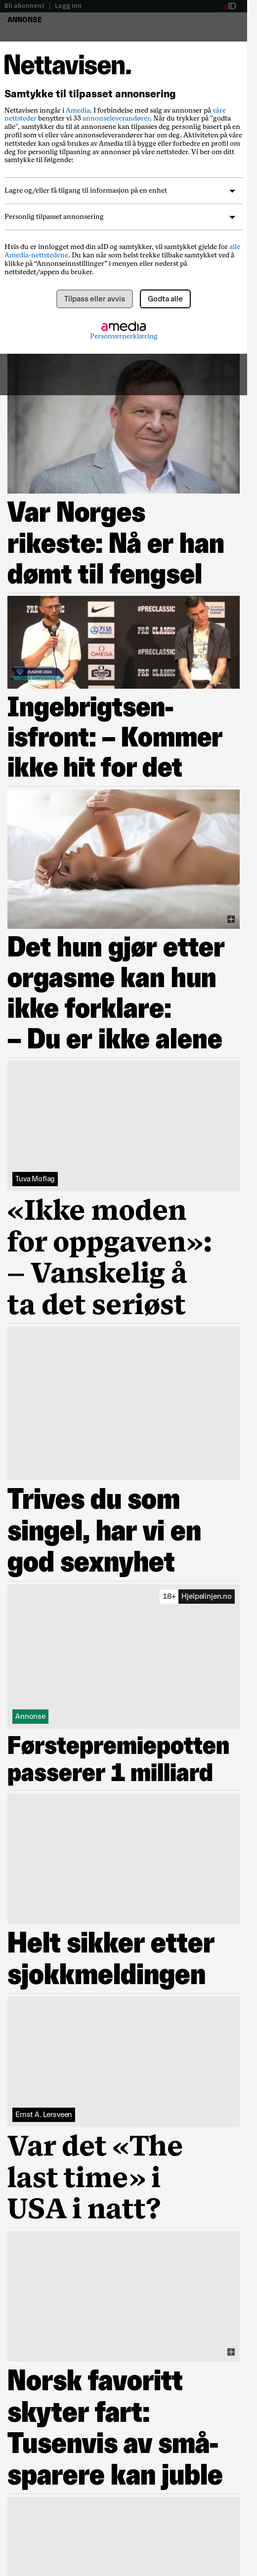 Bli abonnent | Logg inn
aID
ANNONSE
Nettavisen.
Samtykke til tilpasset annonsering
Nettavisen inngår i Amedia. I forbindelse med salg av annonser på våre
nettsteder benytter vi 35 annonseleverandører. Når du trykker på "godta
alle", samtykker du til at annonsene kan tilpasses deg personlig basert på en
profil som vi eller våre annonseleverandører har om deg. Aktiviteten på våre
nettsteder kan også brukes av Amedia til å bygge eller forbedre en profil om
deg for personlig tilpasning av annonser på våre nettsteder. Vi ber om ditt
samtykke til følgende:
Lagre og/eller få tilgang til informasjon på en enhet
Personlig tilpasset annonsering
Hvis du er innlogget med din aID og samtykker, vil samtykket gjelde for alle
Amedia-nettstedene. Du kan når som helst trekke tilbake samtykket ved å
klikke på “Annonseinnstillinger” i menyen eller nederst på
nettstedet/appen du bruker.
Tilpass eller avvis
Godta alle
amedia
Personvernerklæring
Var Norges
rikeste: Nå er han
dømt til fengsel
#PRECLASSIC
OMEGA
#PRECLASSIC
PRE CLASSIC
EUGENE 2024
Ingebrigtsen-
isfront: – Kommer
ikke hit for det
Det hun gjør etter
orgasme kan hun
ikke forklare:
– Du er ikke alene
Tuva Moflag
«Ikke moden
for oppgaven»:
– Vanskelig å
ta det seriøst
Trives du som
singel, har vi en
god sexnyhet
18+ Hjelpelinjen.no
Annonse
Førstepremiepotten
passerer 1 milliard
Helt sikker etter
sjokkmeldingen
Ernst A. Lersveen
Var det «The
last time» i
USA i natt?
Norsk favoritt
skyter fart:
Tusenvis av små-
sparere kan juble